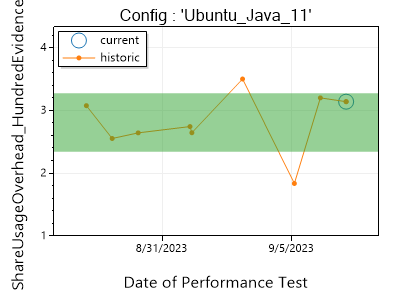 Config : 'Ubuntu_Java_11'
ShareUsageOverhead_HundredEvidence
current
historic
4
3
2
1
8/31/2023
9/5/2023
Date of Performance Test